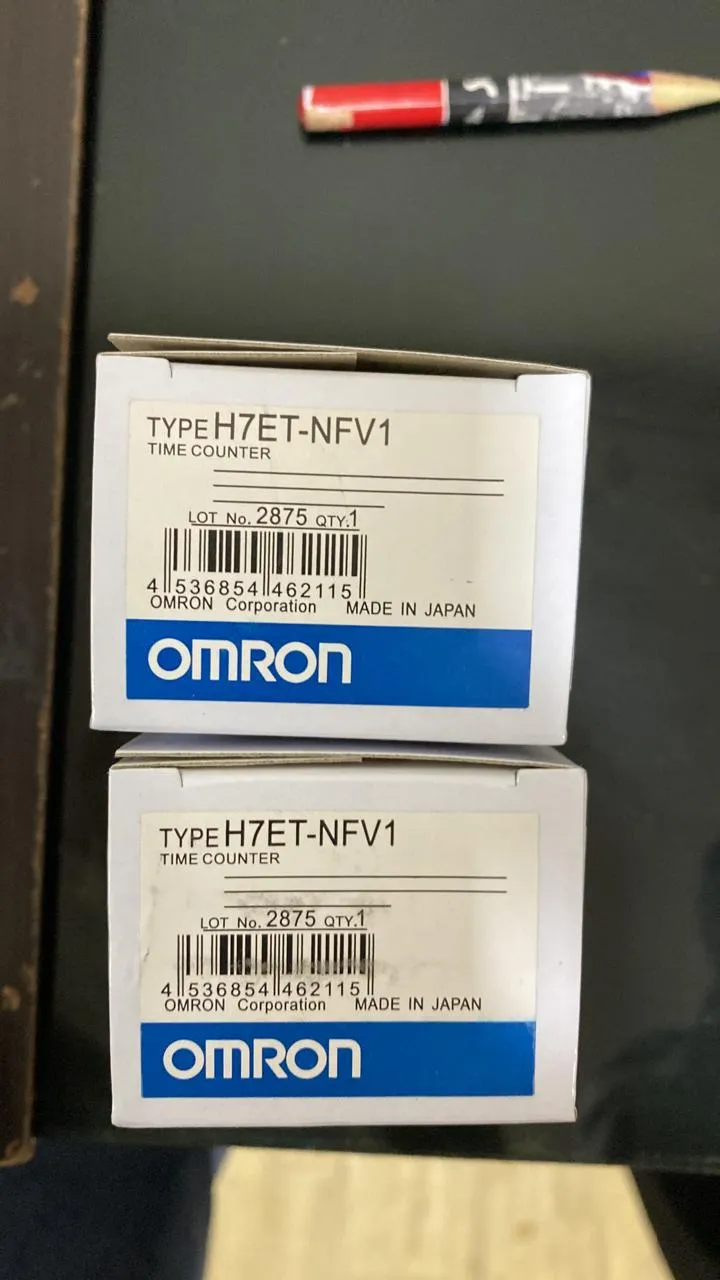 TYPE H7ET-NFV1
TIME COUNTER
LOT No. 2875 QTY.1
4 536854 462115
OMRON Corporation MADE IN JAPAN
OMRON
TYPE H7ET-NFV1
TIME COUNTER
LOT No. 2875 QTY.1
4 536854 462115
OMRON Corporation MADE IN JAPAN
OMRON